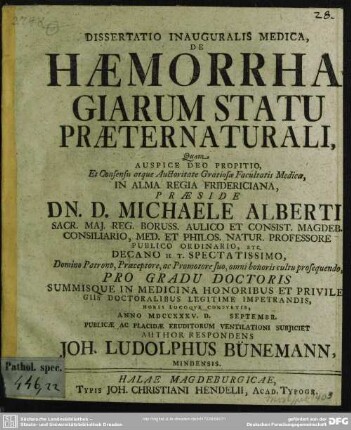 28.
DISSERTATIO INAUGURALIS MEDICA,
DE
HÆMORRHA
GIARUM STATU
PRÆTERNATURALI,
Quam
AUSPICE DEO PROPITIO,
Et Consensu atque Auctoritate Gratiosæ Facultatis Medicæ,
IN ALMA REGIA FRIDERICIANA,
PRÆSIDE
DN. D. MICHAELE ALBERTI
SACR. MAJ. REG. BORUSS. AULICO ET CONSIST. MAGDEB.
CONSILIARIO, MED. ET PHILOS. NATUR. PROFESSORE
PUBLICO ORDINARIO, ETC.
DECANO H. T. SPECTATISSIMO,
Domino Patrono, Præceptore, ac Promotore suo, omni honoris cultu prosequendo,
PRO GRADU DOCTORIS
SUMMISQUE IN MEDICINA HONORIBUS ET PRIVILE
GIIS DOCTORALIBUS LEGITIME IMPETRANDIS,
HORIS LOCOQUE CONSUETIS,
ANNO MDCCXXXV. D. SEPTEMBR.
PUBLICÆ AC PLACIDÆ ERUDITORUM VENTILATIONI SUBJICIET
AUTHOR RESPONDENS
JOH. LUDOLPHUS BÜNEMANN,
MINDENSIS.
HALAE MAGDEBURGICAE,
TYPIS JOH. CHRISTIANI HENDELII, ACAD. TYPOGR.
Pathol. spec.
446,22